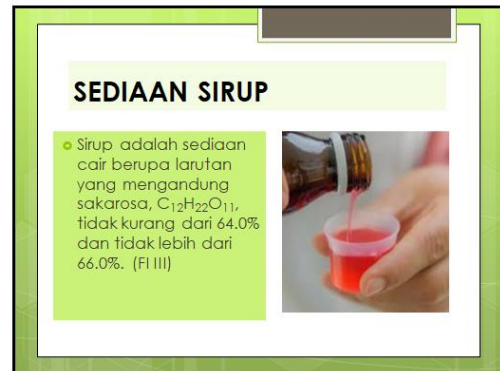 SEDIAAN SIRUP
Sirup adalah sediaan
cair berupa larutan
yang mengandung
sakarosa, C₁₂H₂₂O₁₁,
tidak kurang dari 64.0%
dan tidak lebih dari
66.0%. (FI III)